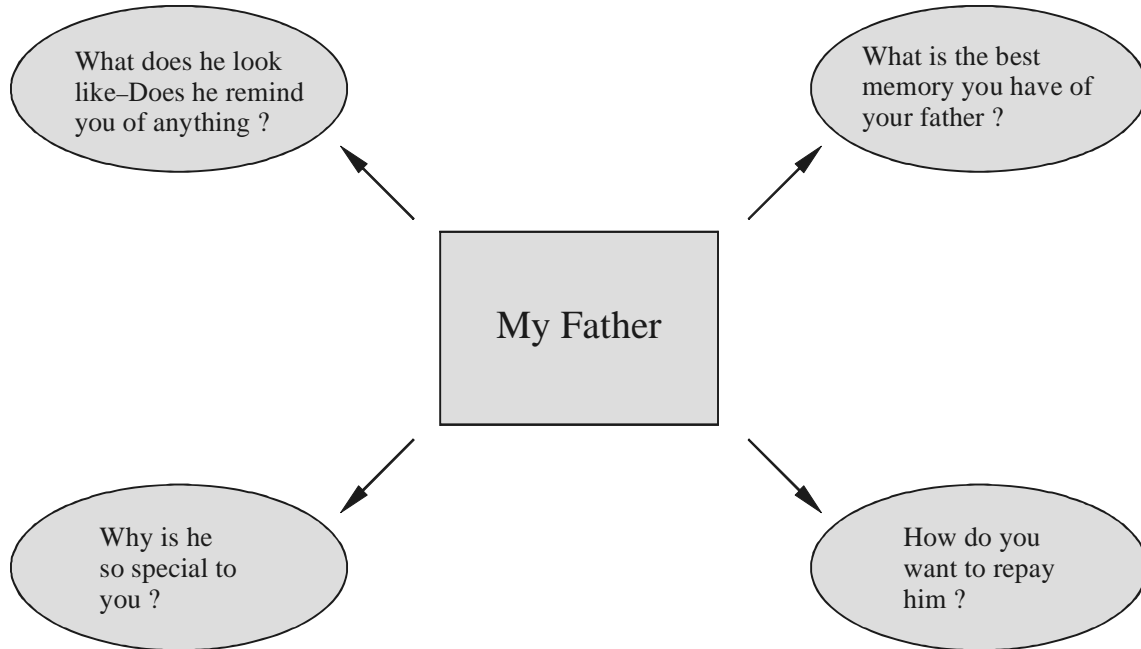 What does he look
like–Does he remind
you of anything ?
What is the best
memory you have of
your father ?
My Father
Why is he
so special to
you ?
How do you
want to repay
him ?